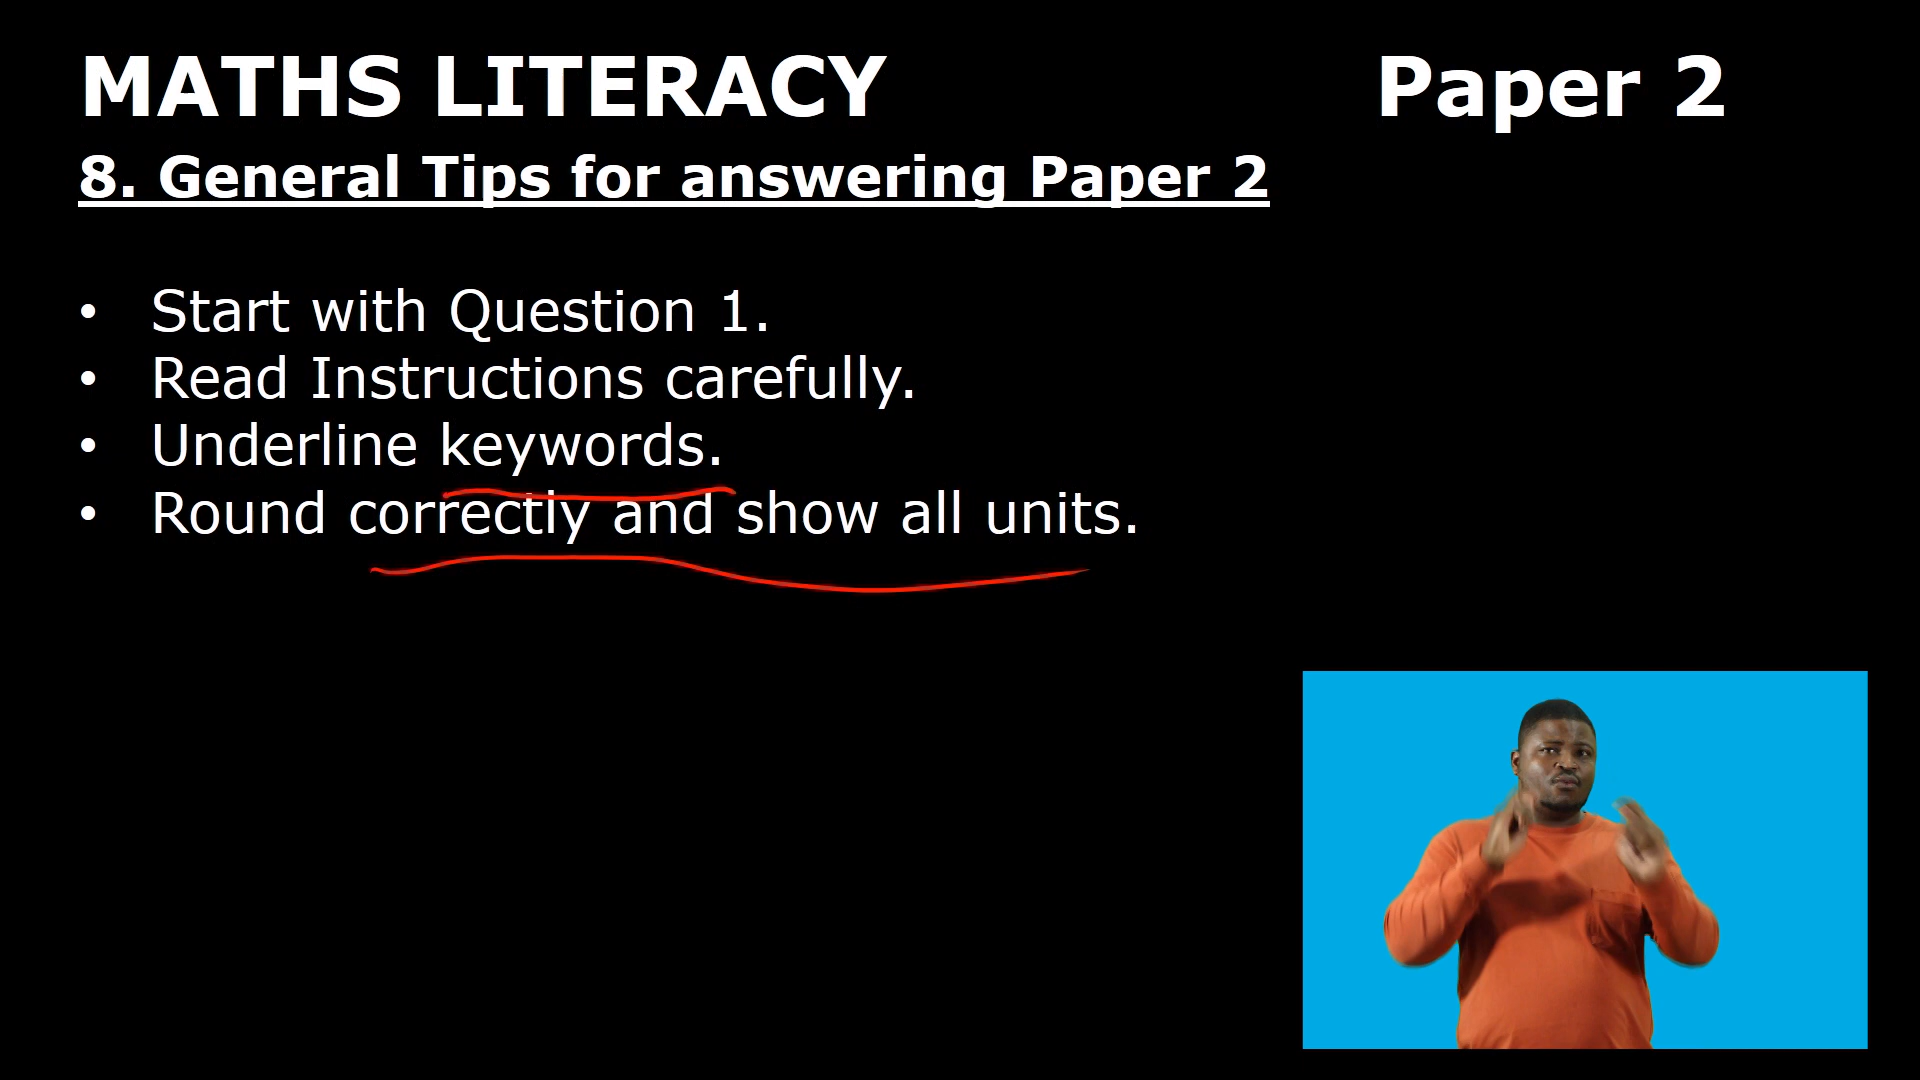 MATHS LITERACY Paper 2
8. General Tips for answering Paper 2
• Start with Question 1.
• Read Instructions carefully.
• Underline keywords.
• Round correctly and show all units.